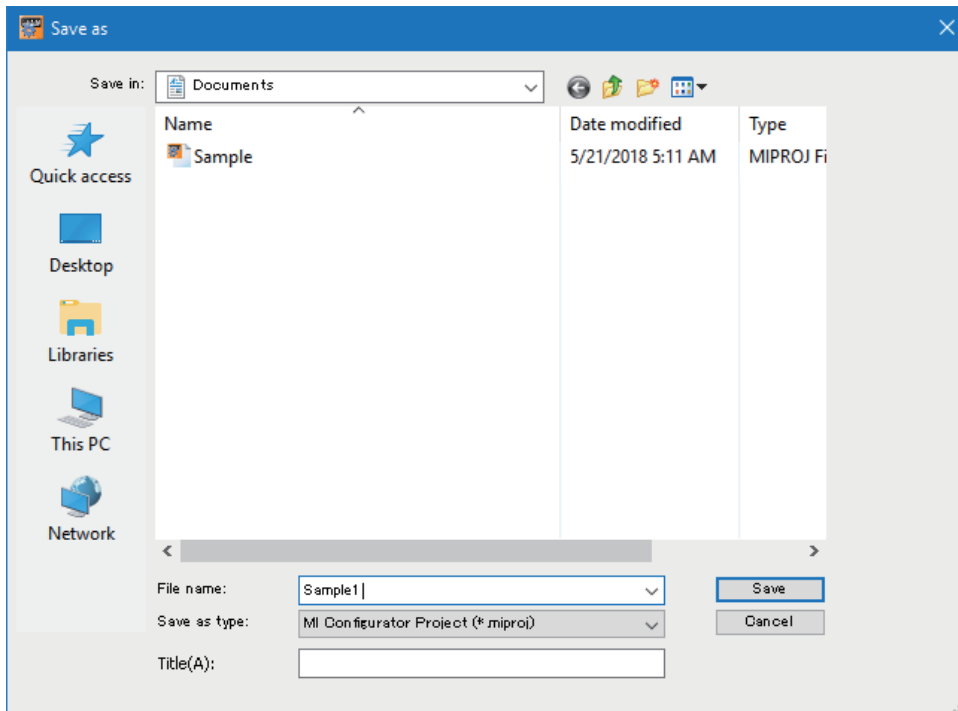 Save as
Save in: Documents
Name Date modified Type
Sample 5/21/2018 5:11 AM MIPROJ Fi
Quick access
Desktop
Libraries
This PC
Network
File name: Sample1
Save
Save as type: MI Configurator Project (*.miproj)
Cancel
Title(A):